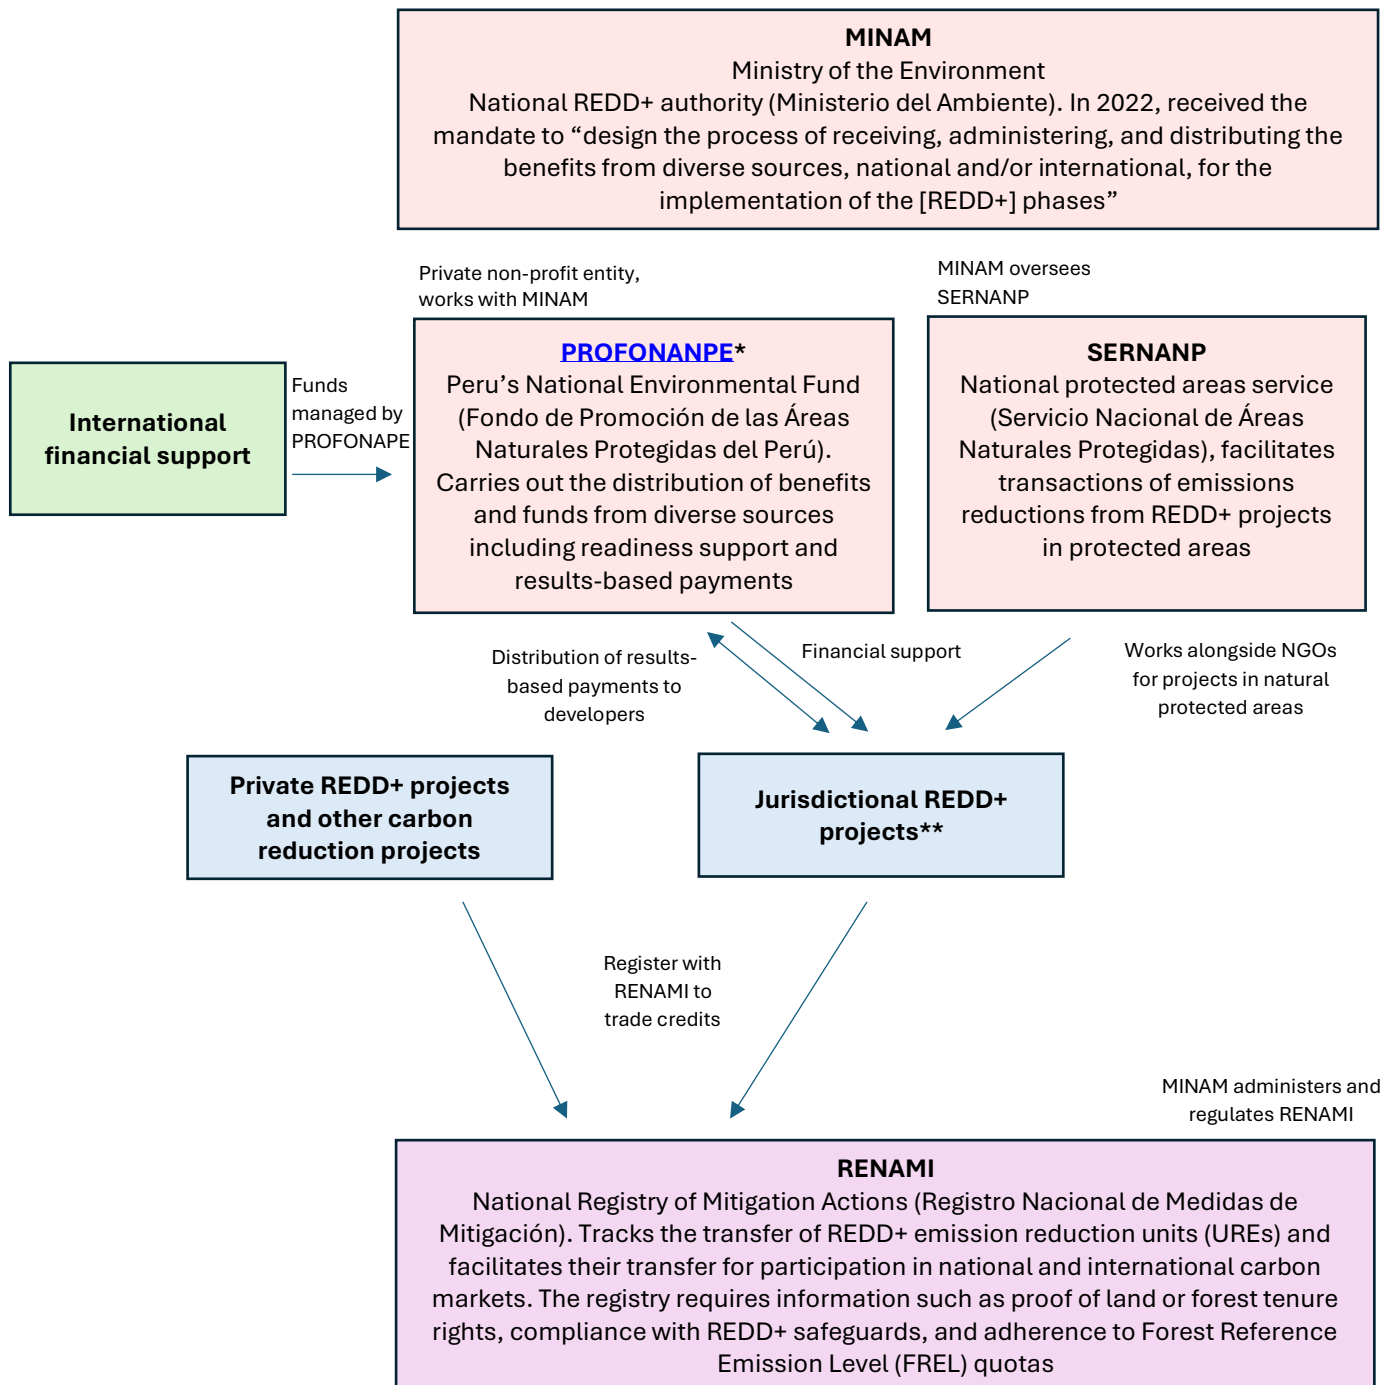 MINAM
Ministry of the Environment
National REDD+ authority (Ministerio del Ambiente). In 2022, received the
mandate to “design the process of receiving, administering, and distributing the
benefits from diverse sources, national and/or international, for the
implementation of the [REDD+] phases”
Private non-profit entity,
works with MINAM
MINAM oversees
SERNANP
International
financial support
Funds
managed by
PROFONAPE
PROFONANPE*
Peru’s National Environmental Fund
(Fondo de Promoción de las Áreas
Naturales Protegidas del Perú).
Carries out the distribution of benefits
and funds from diverse sources
including readiness support and
results-based payments
SERNANP
National protected areas service
(Servicio Nacional de Áreas
Naturales Protegidas), facilitates
transactions of emissions
reductions from REDD+ projects
in protected areas
Distribution of results-
based payments to
developers
Financial support
Works alongside NGOs
for projects in natural
protected areas
Private REDD+ projects
and other carbon
reduction projects
Jurisdictional REDD+
projects**
Register with
RENAMI to
trade credits
MINAM administers and
regulates RENAMI
RENAMI
National Registry of Mitigation Actions (Registro Nacional de Medidas de
Mitigación). Tracks the transfer of REDD+ emission reduction units (UREs) and
facilitates their transfer for participation in national and international carbon
markets. The registry requires information such as proof of land or forest tenure
rights, compliance with REDD+ safeguards, and adherence to Forest Reference
Emission Level (FREL) quotas